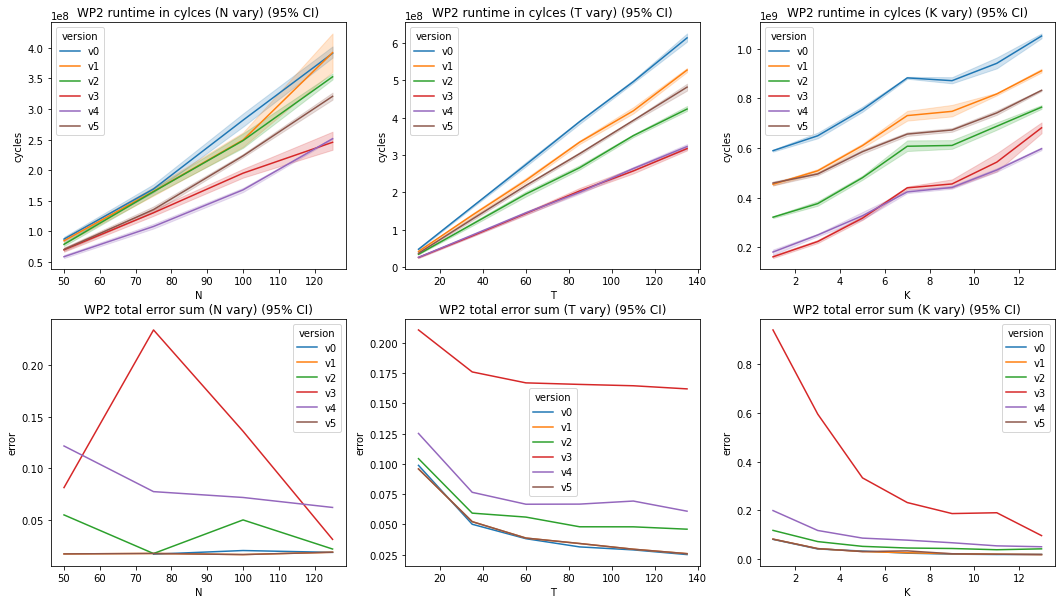 WP2 runtime in cylces (N vary) (95% CI)
1e8
version
v0
v1
v2
v3
v4
v5
4.0
3.5
3.0
2.5
2.0
1.5
1.0
0.5
cycles
50 60 70 80 90 100 110 120
N
WP2 runtime in cylces (T vary) (95% CI)
1e8
version
v0
v1
v2
v3
v4
v5
6
5
4
3
2
1
0
cycles
20 40 60 80 100 120 140
T
WP2 runtime in cylces (K vary) (95% CI)
1e9
version
v0
v1
v2
v3
v4
v5
1.0
0.8
0.6
0.4
0.2
cycles
2 4 6 8 10 12
K
WP2 total error sum (N vary) (95% CI)
version
v0
v1
v2
v3
v4
v5
0.20
0.15
0.10
0.05
error
50 60 70 80 90 100 110 120
N
WP2 total error sum (T vary) (95% CI)
version
v0
v1
v2
v3
v4
v5
0.200
0.175
0.150
0.125
0.100
0.075
0.050
0.025
error
20 40 60 80 100 120 140
T
WP2 total error sum (K vary) (95% CI)
version
v0
v1
v2
v3
v4
v5
0.8
0.6
0.4
0.2
0.0
error
2 4 6 8 10 12
K